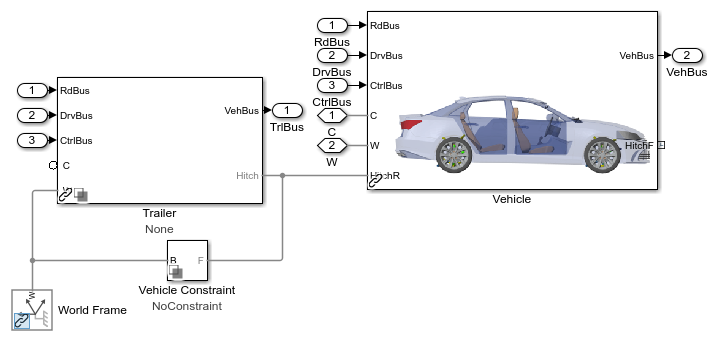 1
RdBus
RdBus
2
DrvBus
DrvBus
3
CtrlBus
CtrlBus
1
C
C
2
W
W
HitchR
VehBus
2
VehBus
HitchF
Vehicle
1
RdBus
2
DrvBus
3
CtrlBus
C
W
VehBus
1
TrlBus
Hitch
Trailer
None
B
F
Vehicle Constraint
NoConstraint
W
World Frame